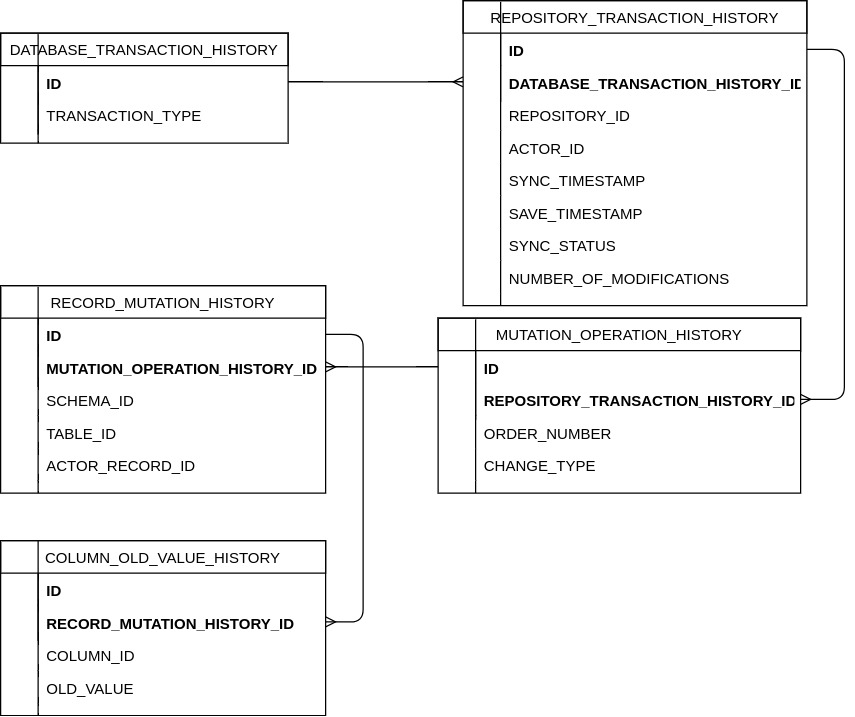 DATABASE_TRANSACTION_HISTORY
ID
TRANSACTION_TYPE
REPOSITORY_TRANSACTION_HISTORY
ID
DATABASE_TRANSACTION_HISTORY_ID
REPOSITORY_ID
ACTOR_ID
SYNC_TIMESTAMP
SAVE_TIMESTAMP
SYNC_STATUS
NUMBER_OF_MODIFICATIONS
RECORD_MUTATION_HISTORY
ID
MUTATION_OPERATION_HISTORY_ID
SCHEMA_ID
TABLE_ID
ACTOR_RECORD_ID
MUTATION_OPERATION_HISTORY
ID
REPOSITORY_TRANSACTION_HISTORY_ID
ORDER_NUMBER
CHANGE_TYPE
COLUMN_OLD_VALUE_HISTORY
ID
RECORD_MUTATION_HISTORY_ID
COLUMN_ID
OLD_VALUE